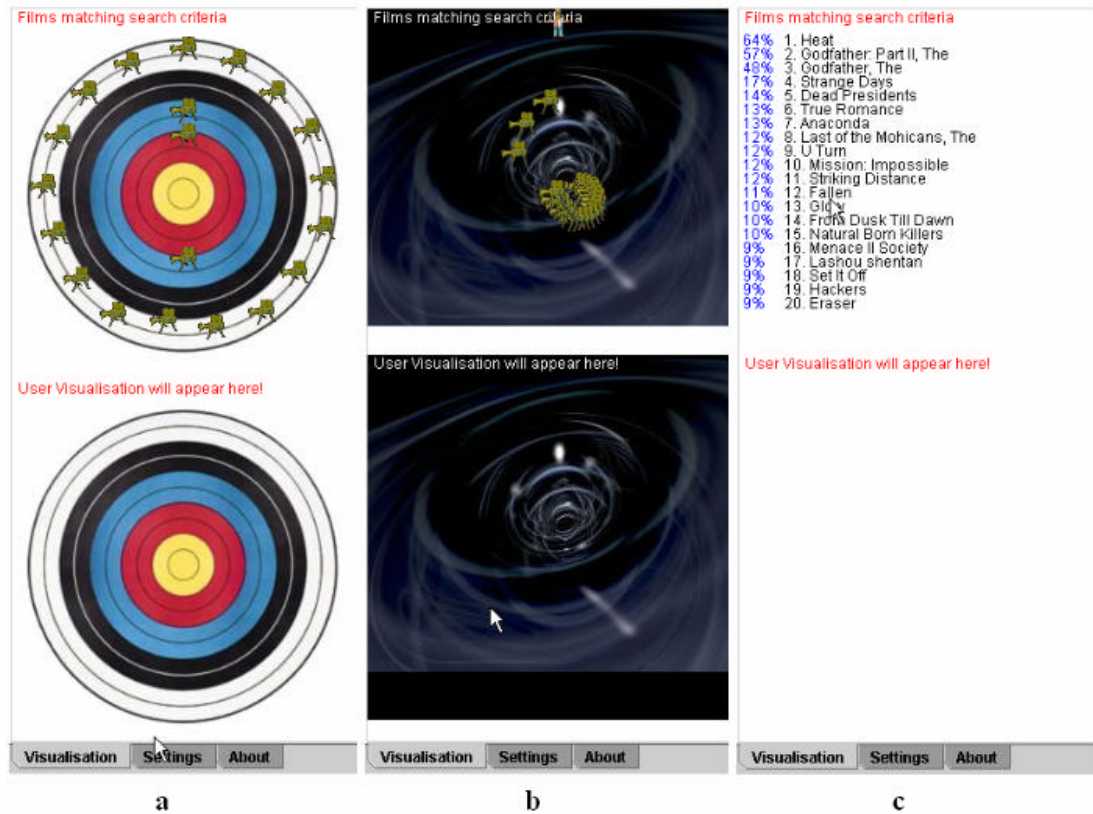 Films matching search criteria
User Visualisation will appear here!
Visualisation Settings About
a
Films matching search criteria
User Visualisation will appear here!
Visualisation Settings About
b
Films matching search criteria
64% 1. Heat
57% 2. Godfather: Part II, The
48% 3. Godfather, The
17% 4. Strange Days
14% 5. Dead Presidents
13% 6. True Romance
13% 7. Anaconda
12% 8. Last of the Mohicans, The
12% 9. U Turn
12% 10. Mission: Impossible
12% 11. Striking Distance
11% 12. Fallen
10% 13.
10% 14. From Dusk Till Dawn
10% 15. Natural Born Killers
9% 16. Menace II Society
9% 17. Lashou shentan
9% 18. Set It Off
9% 19. Hackers
9% 20. Eraser
User Visualisation will appear here!
Visualisation Settings About
c